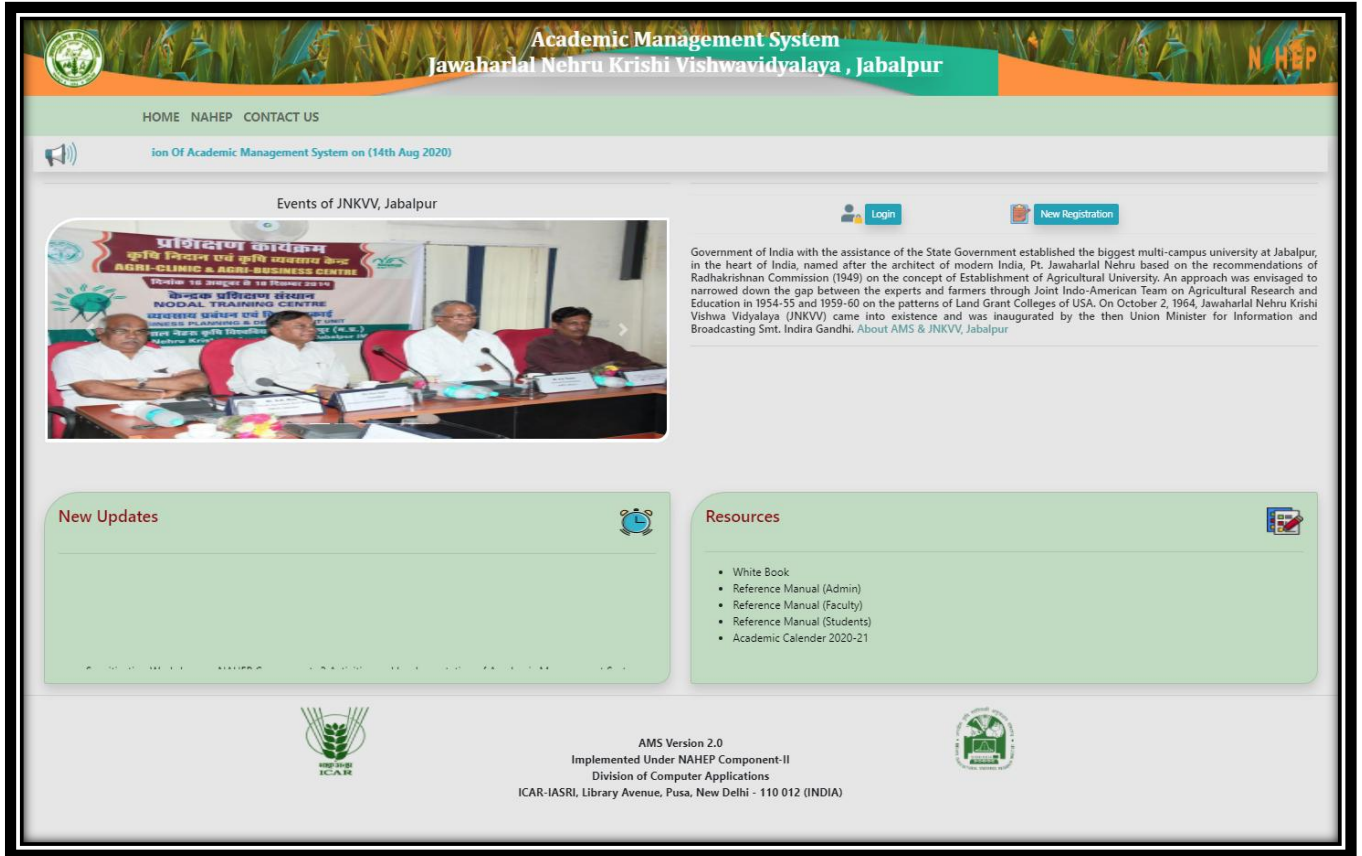 Academic Management System
Jawaharlal Nehru Krishi Vishwavidyalaya , Jabalpur
NAHEP
HOME NAHEP CONTACT US
ion Of Academic Management System on (14th Aug 2020)
Events of JNKVV, Jabalpur
प्रशिक्षण कार्यक्रम
कृषि निदान एवं कृषि व्यवसाय केन्द्र
AGRI-CLINIC & AGRI-BUSINESS CENTRE
NODAL TRAINING CENTRE
Login
New Registration
Government of India with the assistance of the State Government established the biggest multi-campus university at Jabalpur,
in the heart of India, named after the architect of modern India, Pt. Jawaharlal Nehru based on the recommendations of
Radhakrishnan Commission (1949) on the concept of Establishment of Agricultural University. An approach was envisaged to
narrowed down the gap between the experts and farmers through Joint Indo-American Team on Agricultural Research and
Education in 1954-55 and 1959-60 on the patterns of Land Grant Colleges of USA. On October 2, 1964, Jawaharlal Nehru Krishi
Vishwa Vidyalaya (JNKVV) came into existence and was inaugurated by the then Union Minister for Information and
Broadcasting Smt. Indira Gandhi. About AMS & JNKVV, Jabalpur
New Updates
Resources
• White Book
• Reference Manual (Admin)
• Reference Manual (Faculty)
• Reference Manual (Students)
• Academic Calender 2020-21
ICAR
AMS Version 2.0
Implemented Under NAHEP Component-II
Division of Computer Applications
ICAR-IASRI, Library Avenue, Pusa, New Delhi - 110 012 (INDIA)